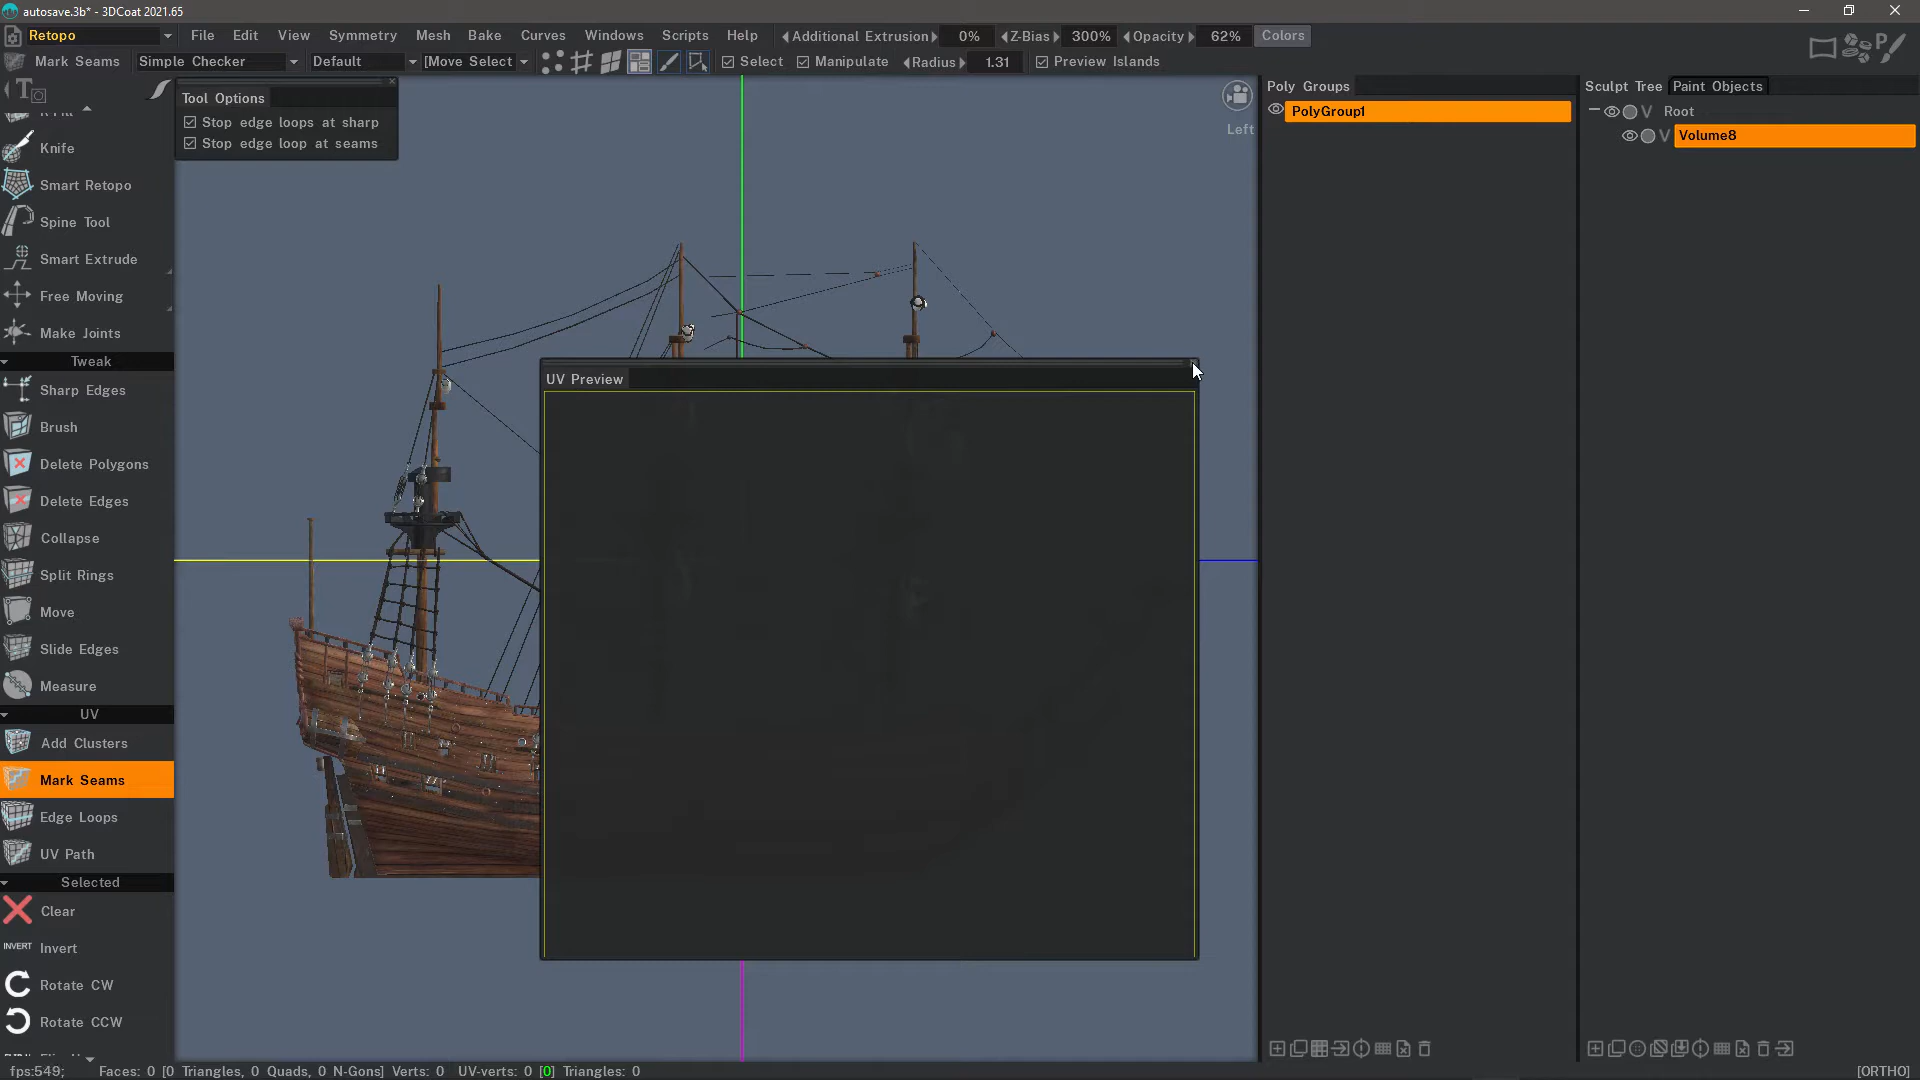 autosave.3b* - 3DCoat 2021.65
Retopo File Edit View Symmetry Mesh Bake Curves Windows Scripts Help Additional Extrusion 0% Z-Bias 300% Opacity 62% Colors
Mark Seams Simple Checker Default [Move Select Select Manipulate Radius 1.31 Preview Islands
Tool Options
Stop edge loops at sharp
Stop edge loop at seams
Knife
Smart Retopo
Spine Tool
Smart Extrude
Free Moving
Make Joints
Tweak
Sharp Edges
Brush
Delete Polygons
Delete Edges
Collapse
Split Rings
Move
Slide Edges
Measure
UV
Add Clusters
Mark Seams
Edge Loops
UV Path
Selected
Clear
INVERT Invert
Rotate CW
Rotate CCW
Left
UV Preview
Poly Groups
PolyGroup1
Sculpt Tree Paint Objects
V Root
V Volume8
fps:549; Faces: 0 [0 Triangles, 0 Quads, 0 N-Gons] Verts: 0 UV-verts: 0 [0] Triangles: 0
[ORTHO]